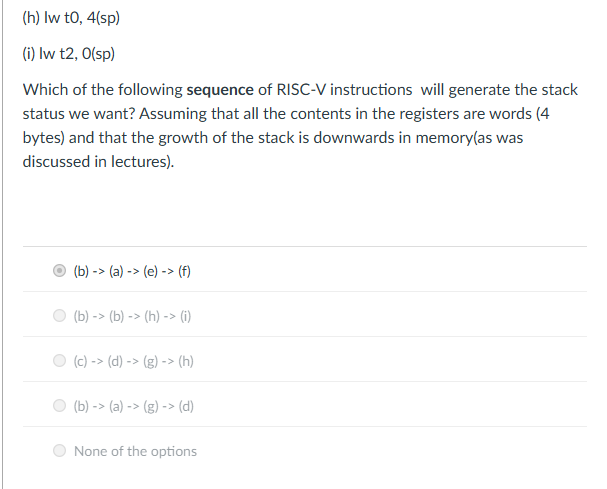 (h) lw t0, 4(sp)
(i) lw t2, 0(sp)
Which of the following sequence of RISC-V instructions will generate the stack
status we want? Assuming that all the contents in the registers are words (4
bytes) and that the growth of the stack is downwards in memory(as was
discussed in lectures).
(b) -> (a) -> (e) -> (f)
(b) -> (b) -> (h) -> (i)
(c) -> (d) -> (g) -> (h)
(b) -> (a) -> (g) -> (d)
None of the options